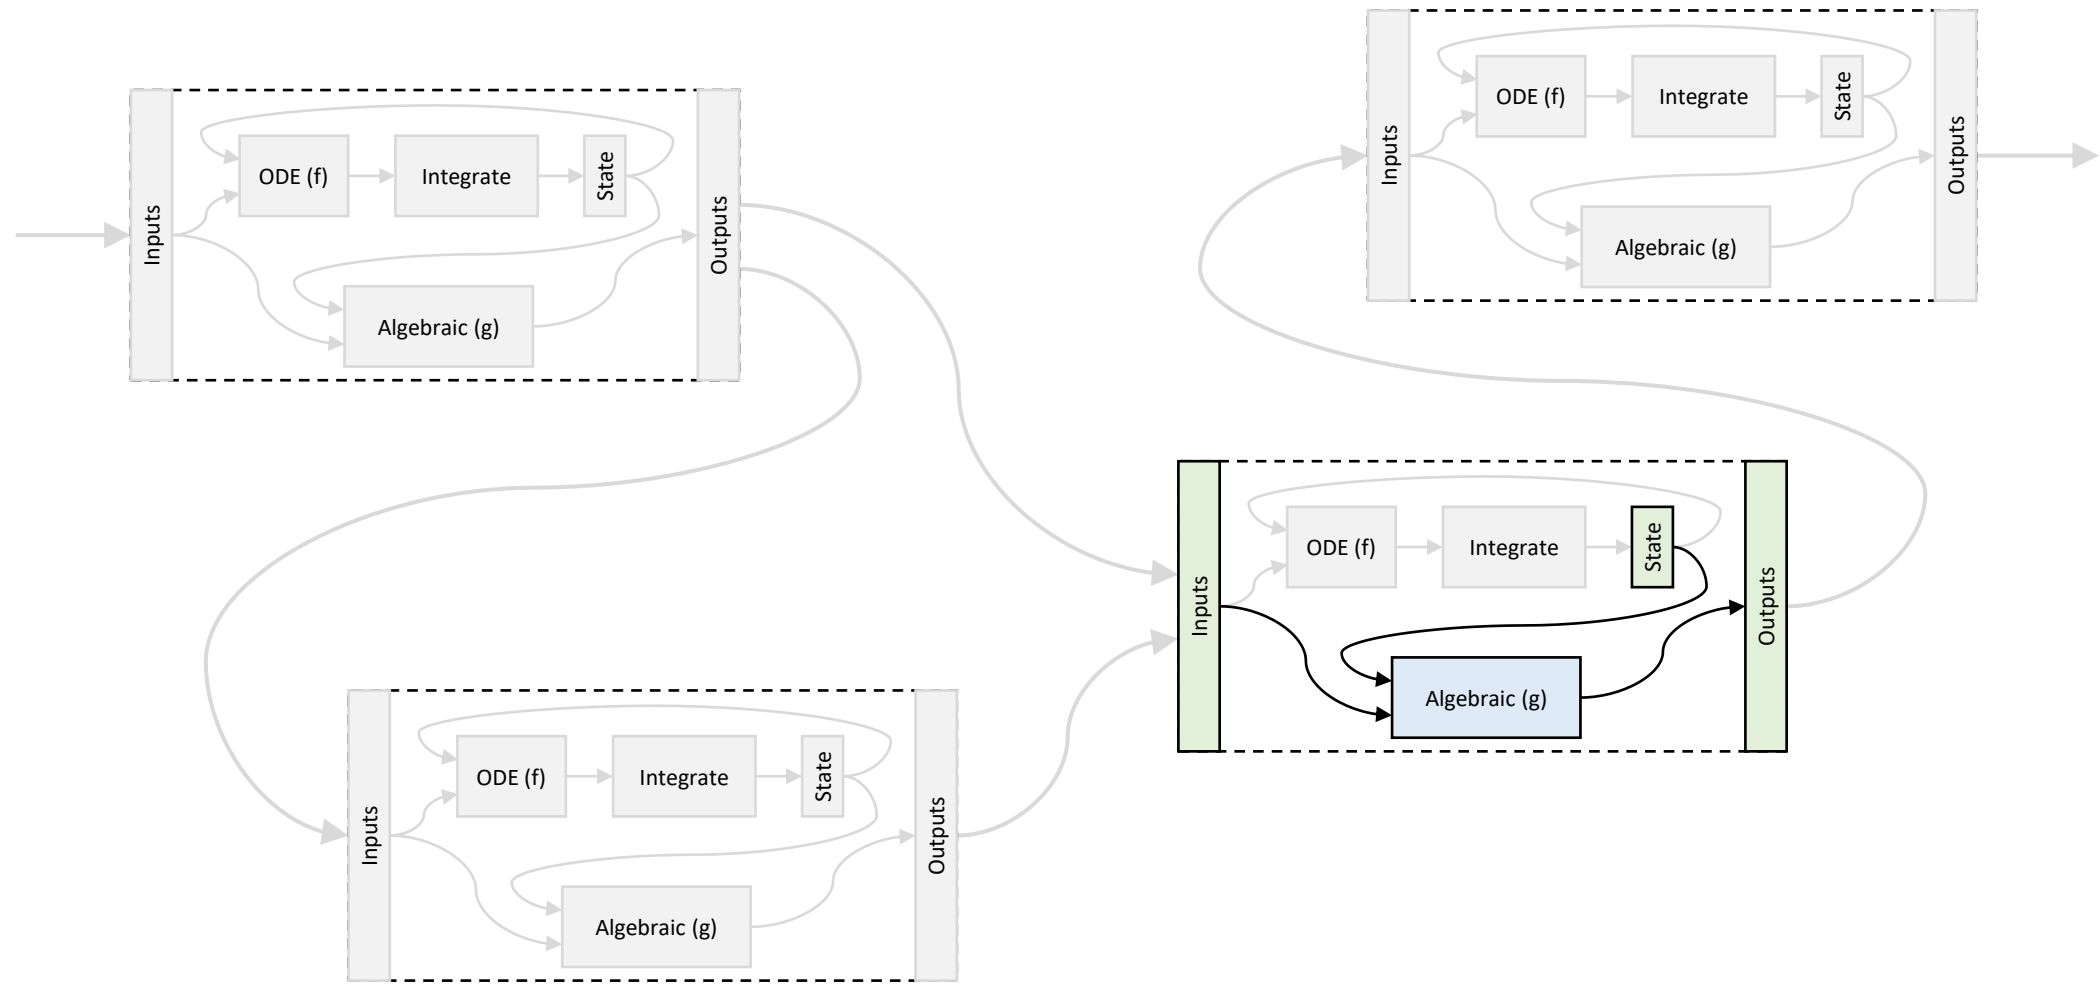 Inputs
ODE (f)
Integrate
State
Algebraic (g)
Outputs
Inputs
ODE (f)
Integrate
State
Algebraic (g)
Outputs
Inputs
ODE (f)
Integrate
State
Algebraic (g)
Outputs
Inputs
ODE (f)
Integrate
State
Algebraic (g)
Outputs